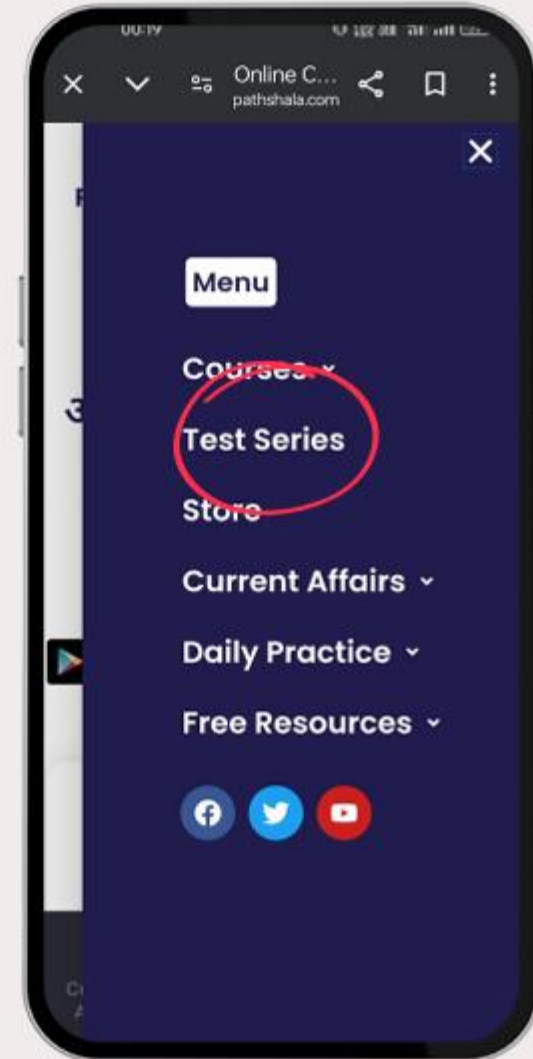 00:19
Online C...
pathshala.com
Menu
Courses
Test Series
Store
Current Affairs
Daily Practice
Free Resources